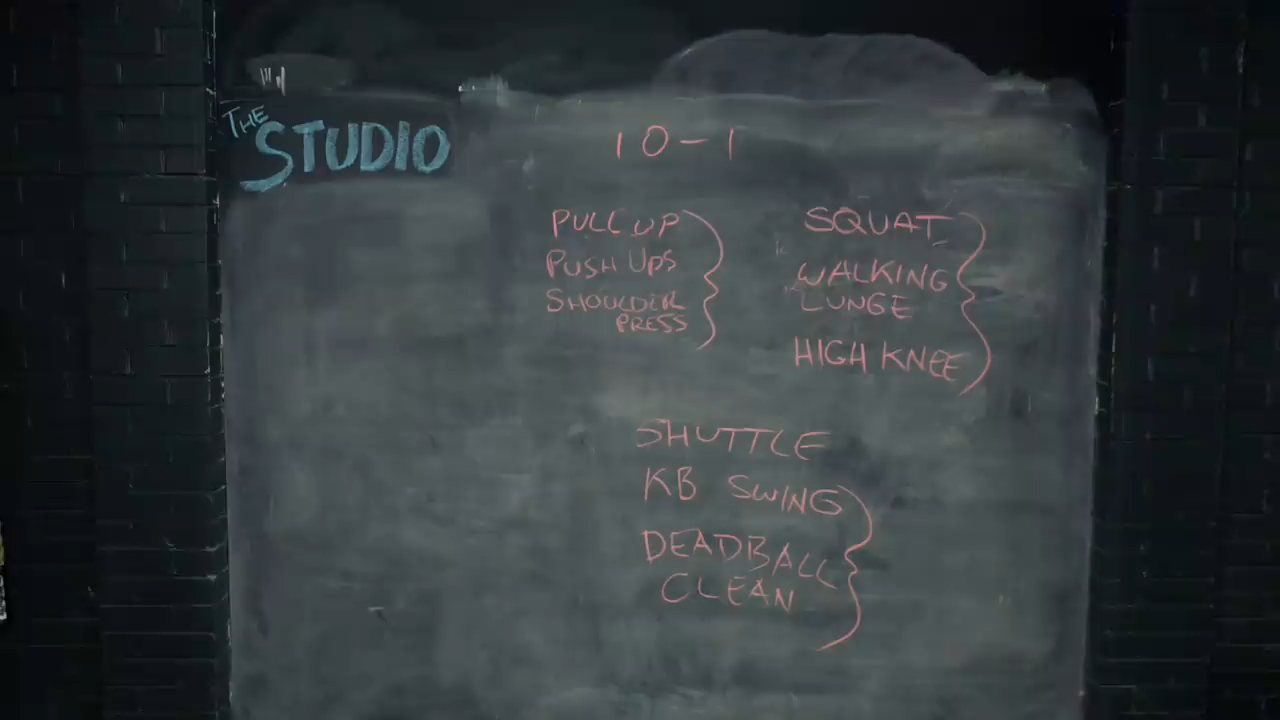 THE
STUDIO
10-1
PULL UP
PUSH UPS
SHOULDER
PRESS
SQUAT
WALKING
LUNGE
HIGH KNEE
SHUTTLE
KB SWING
DEADBALL
CLEAN